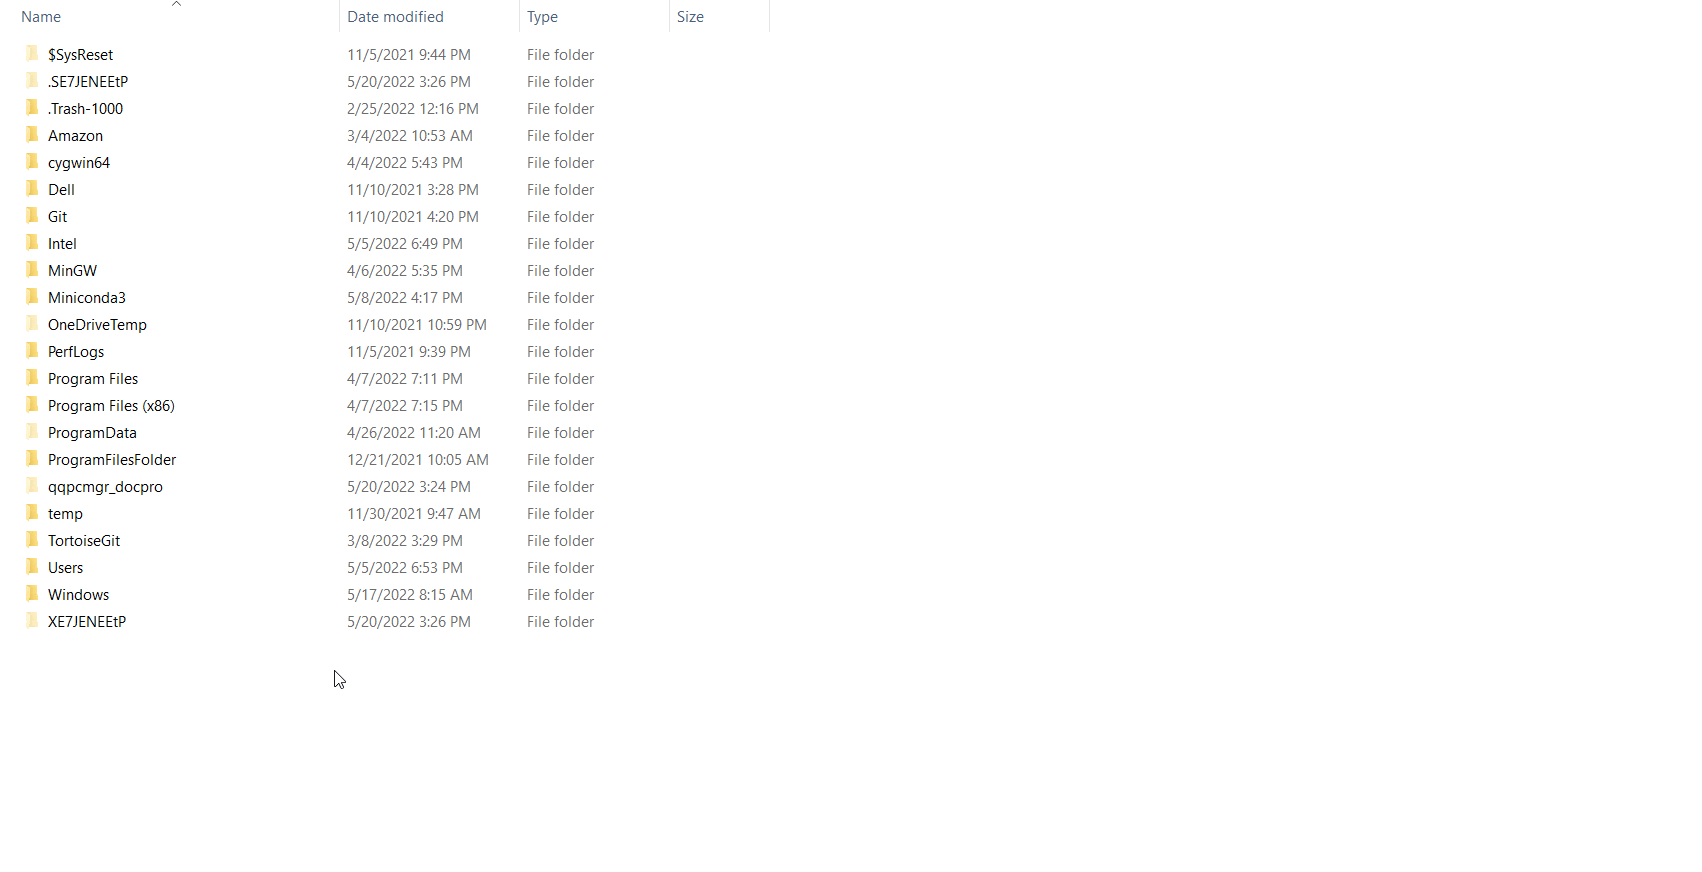 Name Date modified Type Size
$SysReset 11/5/2021 9:44 PM File folder
.SE7JENEEtP 5/20/2022 3:26 PM File folder
.Trash-1000 2/25/2022 12:16 PM File folder
Amazon 3/4/2022 10:53 AM File folder
cygwin64 4/4/2022 5:43 PM File folder
Dell 11/10/2021 3:28 PM File folder
Git 11/10/2021 4:20 PM File folder
Intel 5/5/2022 6:49 PM File folder
MinGW 4/6/2022 5:35 PM File folder
Miniconda3 5/8/2022 4:17 PM File folder
OneDriveTemp 11/10/2021 10:59 PM File folder
PerfLogs 11/5/2021 9:39 PM File folder
Program Files 4/7/2022 7:11 PM File folder
Program Files (x86) 4/7/2022 7:15 PM File folder
ProgramData 4/26/2022 11:20 AM File folder
ProgramFilesFolder 12/21/2021 10:05 AM File folder
qqpcmgr_docpro 5/20/2022 3:24 PM File folder
temp 11/30/2021 9:47 AM File folder
TortoiseGit 3/8/2022 3:29 PM File folder
Users 5/5/2022 6:53 PM File folder
Windows 5/17/2022 8:15 AM File folder
XE7JENEEtP 5/20/2022 3:26 PM File folder